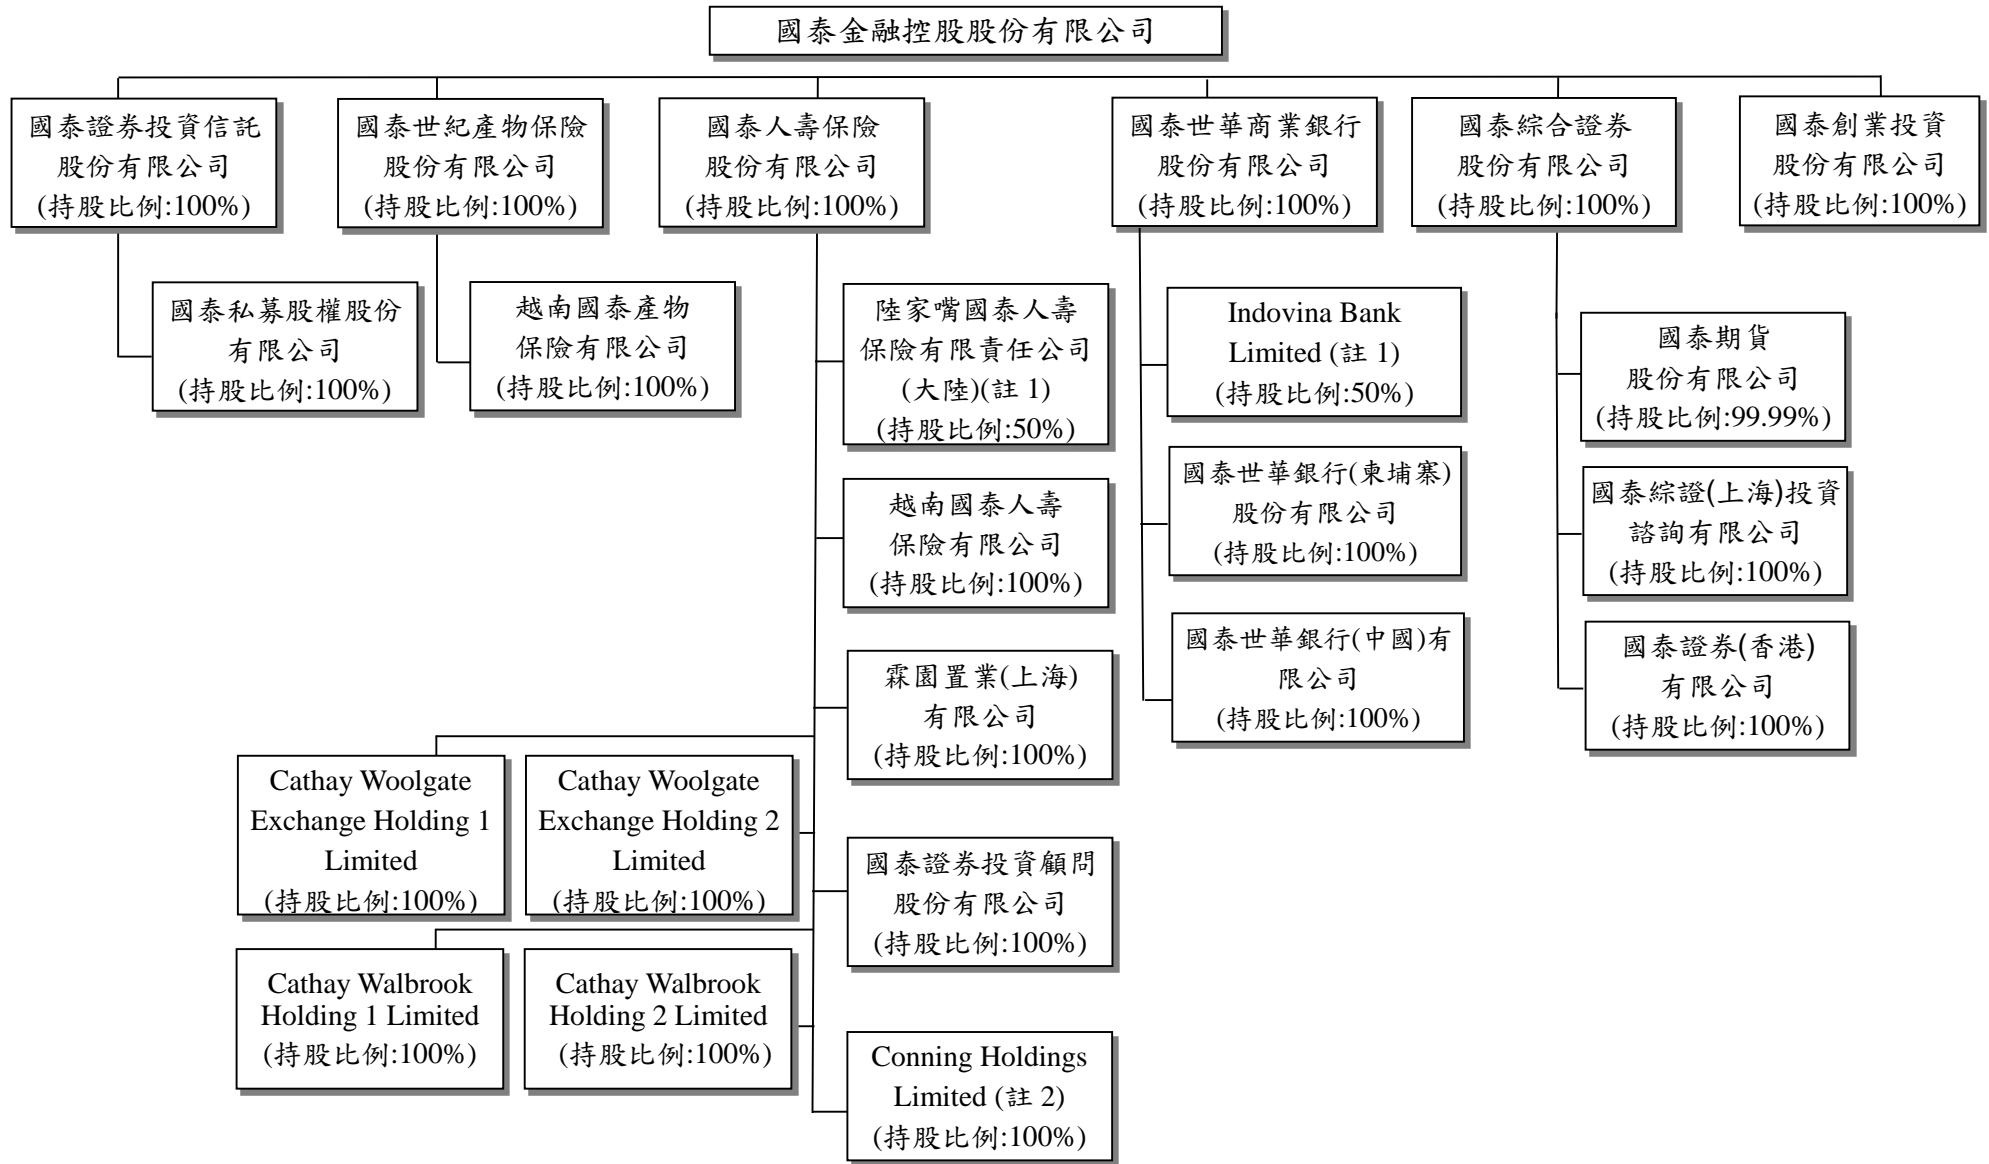 國泰金融控股股份有限公司
國泰證券投資信託
股份有限公司
(持股比例:100%)
國泰世紀產物保險
股份有限公司
(持股比例:100%)
國泰人壽保險
股份有限公司
(持股比例:100%)
國泰世華商業銀行
股份有限公司
(持股比例:100%)
國泰綜合證券
股份有限公司
(持股比例:100%)
國泰創業投資
股份有限公司
(持股比例:100%)
國泰私募股權股份
有限公司
(持股比例:100%)
越南國泰產物
保險有限公司
(持股比例:100%)
陸家嘴國泰人壽
保險有限責任公司
(大陸)(註 1)
(持股比例:50%)
越南國泰人壽
保險有限公司
(持股比例:100%)
霖園置業(上海)
有限公司
(持股比例:100%)
Cathay Woolgate
Exchange Holding 1
Limited
(持股比例:100%)
Cathay Woolgate
Exchange Holding 2
Limited
(持股比例:100%)
國泰證券投資顧問
股份有限公司
(持股比例:100%)
Cathay Walbrook
Holding 1 Limited
(持股比例:100%)
Cathay Walbrook
Holding 2 Limited
(持股比例:100%)
Conning Holdings
Limited (註 2)
(持股比例:100%)
Indovina Bank
Limited (註 1)
(持股比例:50%)
國泰世華銀行(柬埔寨)
股份有限公司
(持股比例:100%)
國泰世華銀行(中國)有
限公司
(持股比例:100%)
國泰期貨
股份有限公司
(持股比例:99.99%)
國泰綜證(上海)投資
諮詢有限公司
(持股比例:100%)
國泰證券(香港)
有限公司
(持股比例:100%)